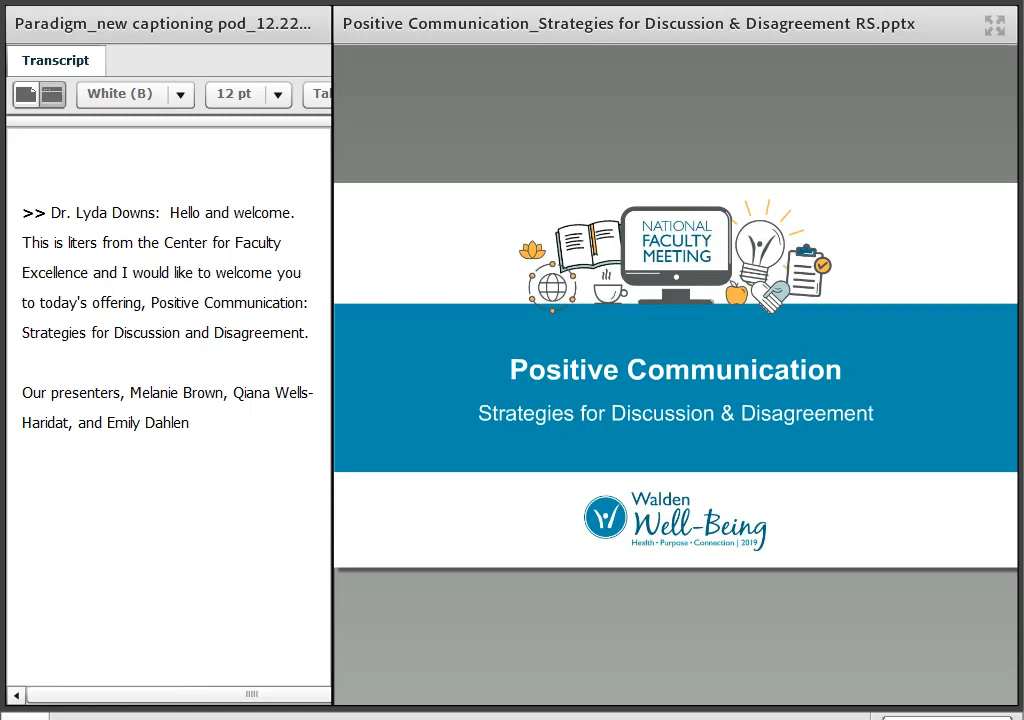 Paradigm_new captioning pod_12.22...
Positive Communication_Strategies for Discussion & Disagreement RS.pptx
Transcript
White (B)
12 pt
>> Dr. Lyda Downs:  Hello and welcome.
This is liters from the Center for Faculty
Excellence and I would like to welcome you
to today's offering, Positive Communication:
Strategies for Discussion and Disagreement.
Our presenters, Melanie Brown, Qiana Wells-
Haridat, and Emily Dahlen
NATIONAL
FACULTY
MEETING
Positive Communication
Strategies for Discussion & Disagreement
Walden
Well-Being
Health • Purpose • Connection | 2019